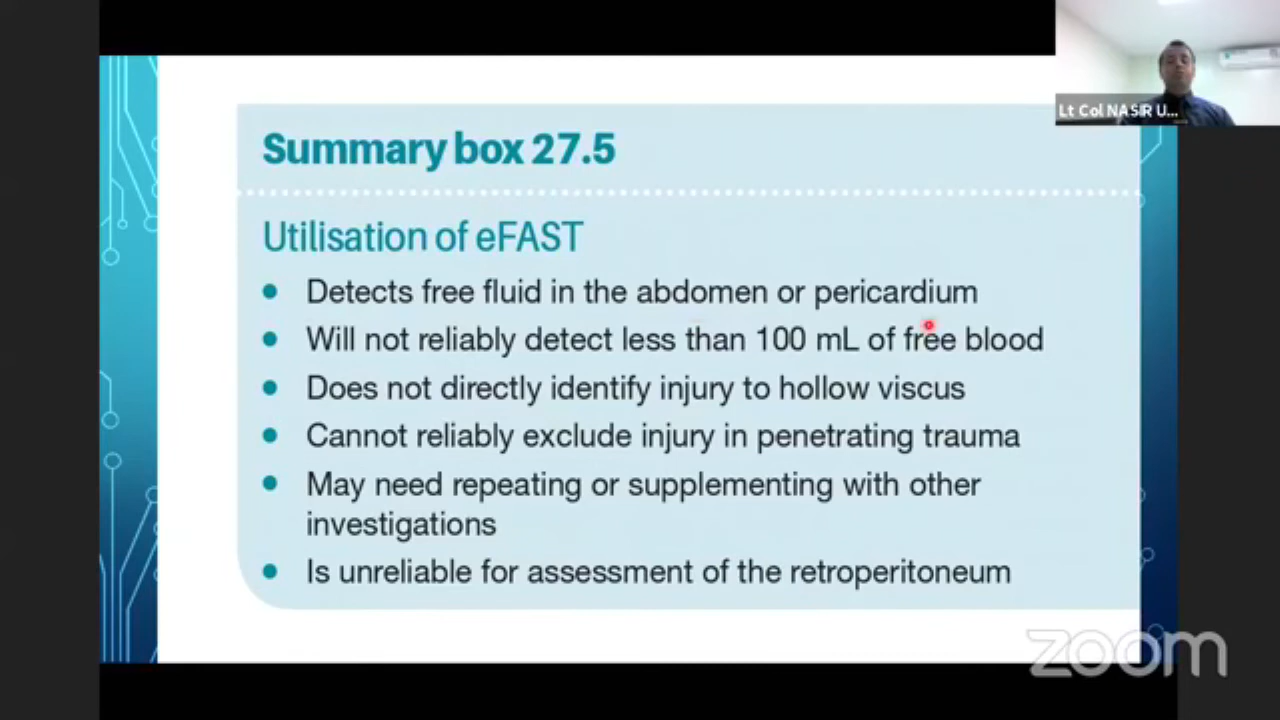 Lt Col NASIR U...
Summary box 27.5
Utilisation of eFAST
Detects free fluid in the abdomen or pericardium
Will not reliably detect less than 100 mL of free blood
Does not directly identify injury to hollow viscus
Cannot reliably exclude injury in penetrating trauma
May need repeating or supplementing with other
investigations
Is unreliable for assessment of the retroperitoneum
zoom